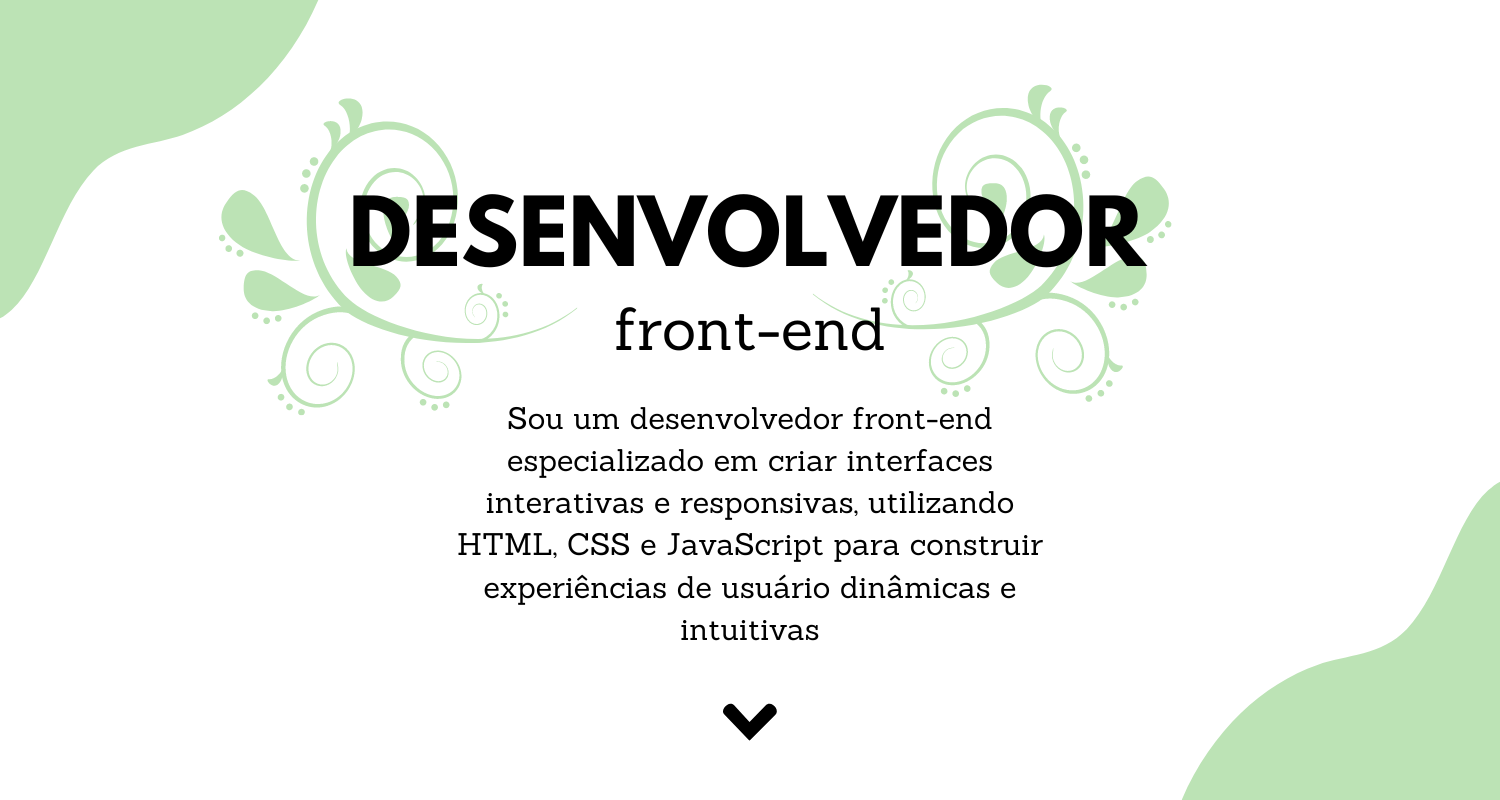 DESENVOLVEDOR
front-end
Sou um desenvolvedor front-end
especializado em criar interfaces
interativas e responsivas, utilizando
HTML, CSS e JavaScript para construir
experiências de usuário dinâmicas e
intuitivas